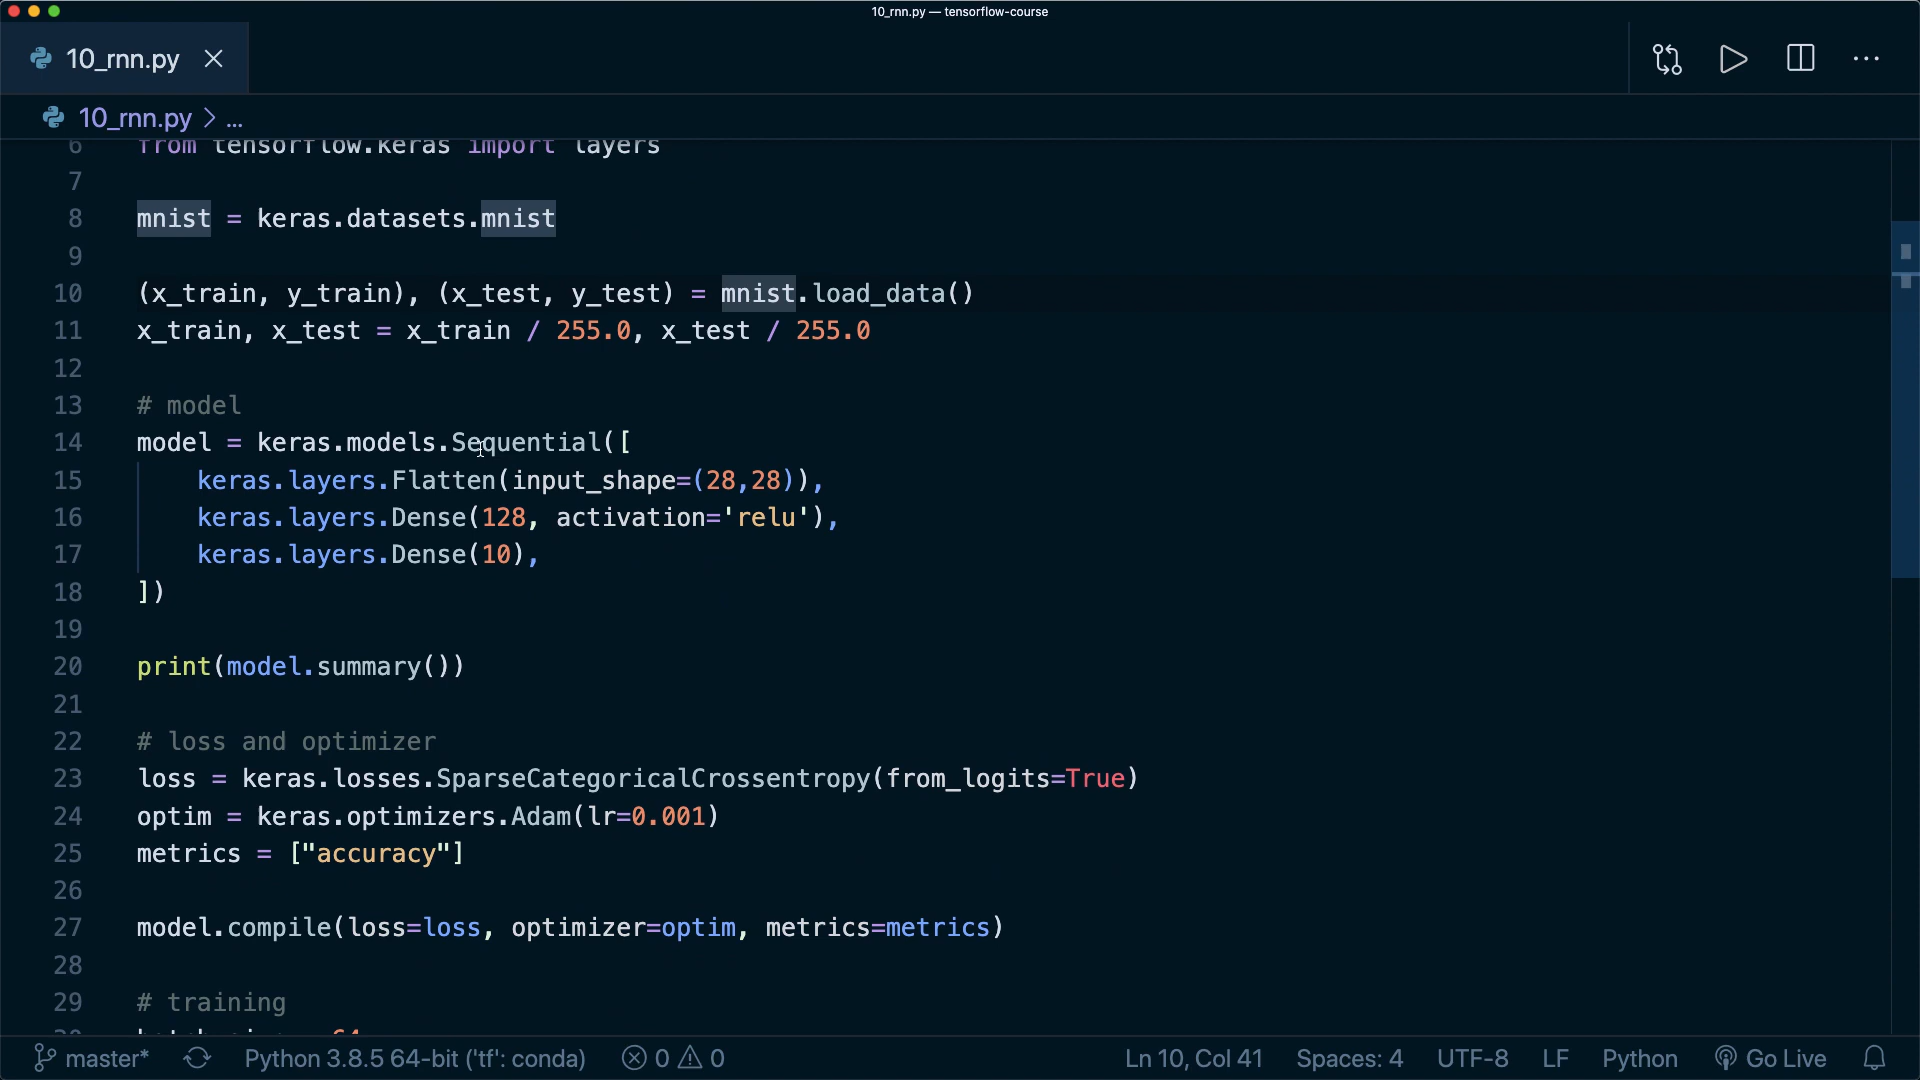 10_rnn.py — tensorflow-course
10_rnn.py
10_rnn.py > ...
6 from tensorflow.keras import layers
7
8 mnist = keras.datasets.mnist
9
10 (x_train, y_train), (x_test, y_test) = mnist.load_data()
11 x_train, x_test = x_train / 255.0, x_test / 255.0
12
13 # model
14 model = keras.models.Sequential([
15     keras.layers.Flatten(input_shape=(28,28)),
16     keras.layers.Dense(128, activation='relu'),
17     keras.layers.Dense(10),
18 ])
19
20 print(model.summary())
21
22 # loss and optimizer
23 loss = keras.losses.SparseCategoricalCrossentropy(from_logits=True)
24 optim = keras.optimizers.Adam(lr=0.001)
25 metrics = ["accuracy"]
26
27 model.compile(loss=loss, optimizer=optim, metrics=metrics)
28
29 # training
master* Python 3.8.5 64-bit ('tf': conda) 0 0 Ln 10, Col 41 Spaces: 4 UTF-8 LF Python Go Live